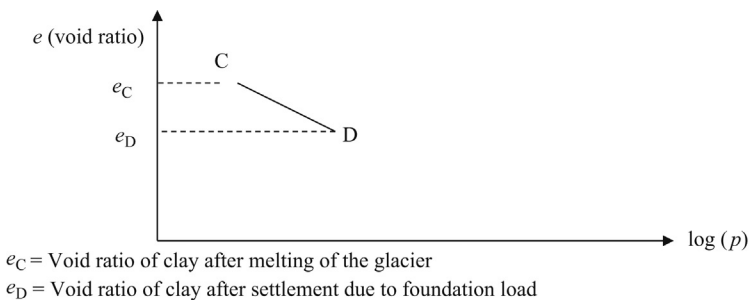 e (void ratio)
C
e_C
e_D
D
log (p)
e_C = Void ratio of clay after melting of the glacier
e_D = Void ratio of clay after settlement due to foundation load